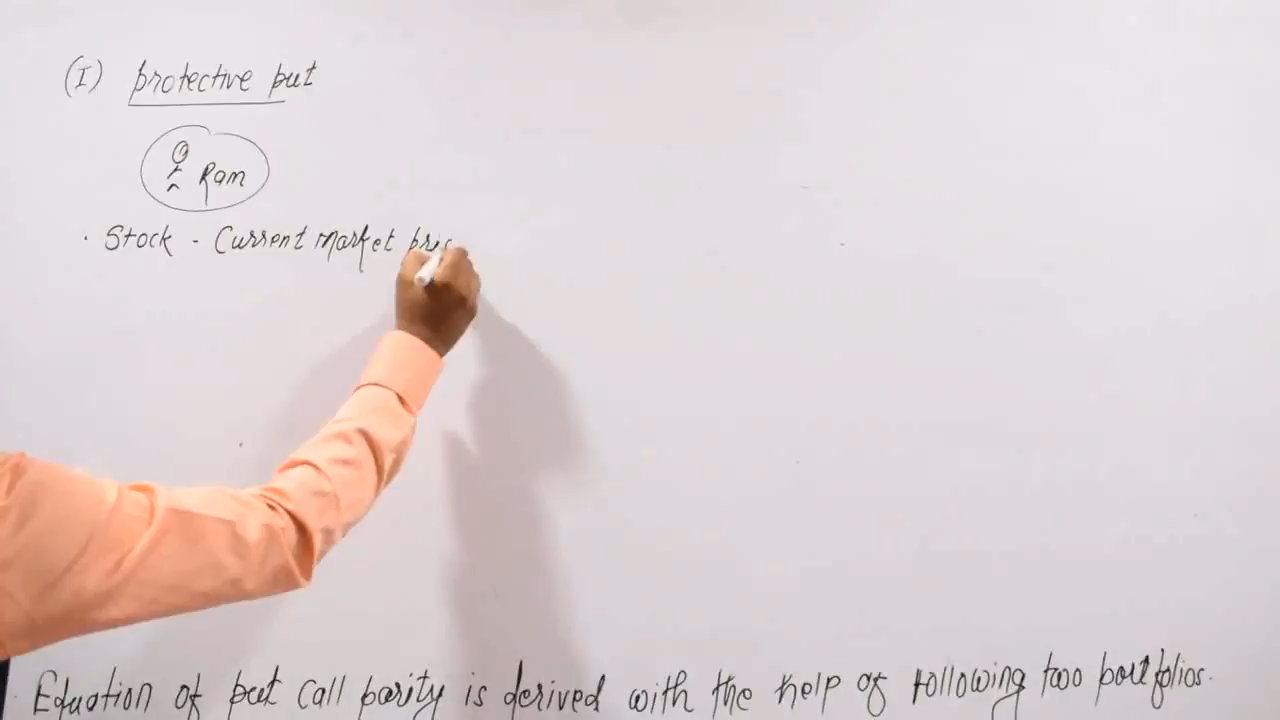 (I) protective put
Ram
· Stock - Current market pric
· Equation of put call parity is derived with the help of following two portfolios.